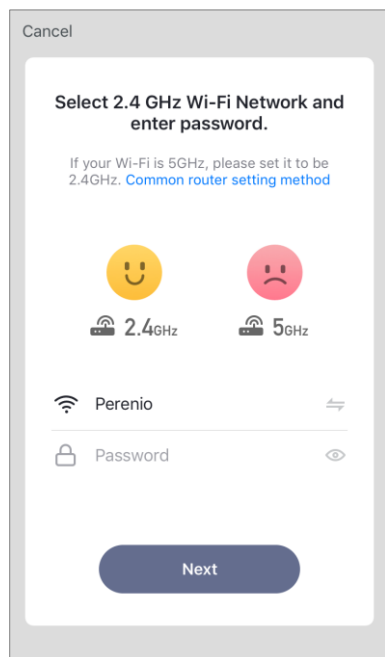 Cancel
Select 2.4 GHz Wi-Fi Network and
enter password.
If your Wi-Fi is 5GHz, please set it to be
2.4GHz. Common router setting method
2.4GHz 5GHz
Perenio
Password
Next